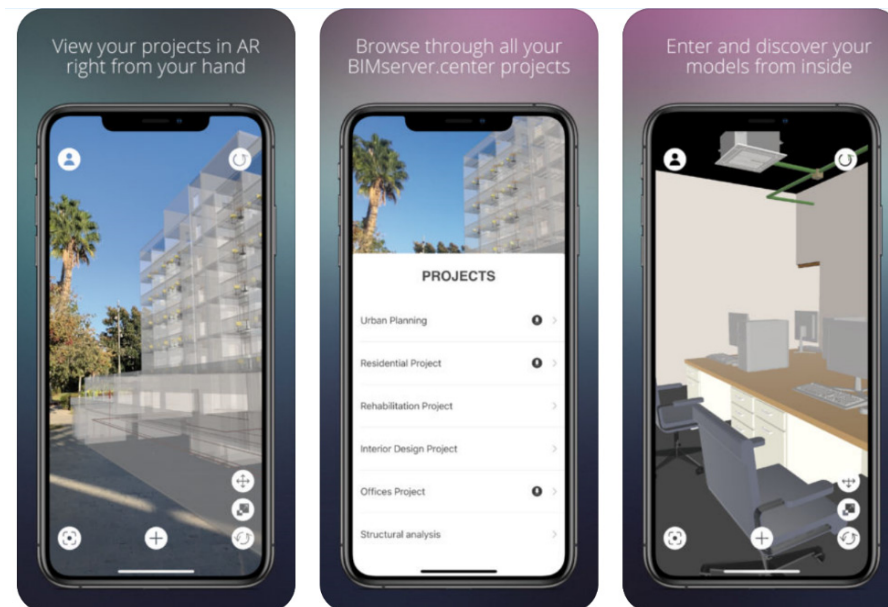 View your projects in AR
right from your hand
Browse through all your
BIMserver.center projects
PROJECTS
Urban Planning
Residential Project
Rehabilitation Project
Interior Design Project
Offices Project
Structural analysis
Enter and discover your
models from inside